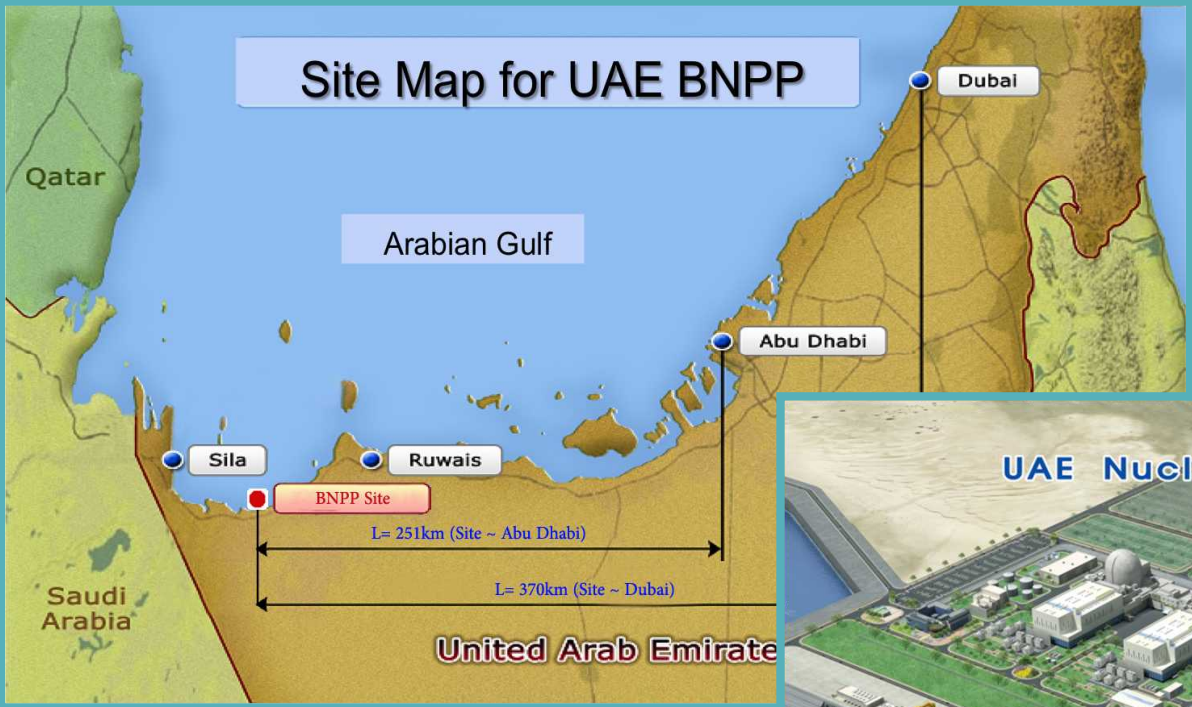 Site Map for UAE BNPP
Dubai
Qatar
Arabian Gulf
Abu Dhabi
Sila
Ruwais
BNPP Site
L= 251km (Site ~ Abu Dhabi)
L= 370km (Site ~ Dubai)
Saudi
Arabia
United Arab Emirate
UAE Nucl